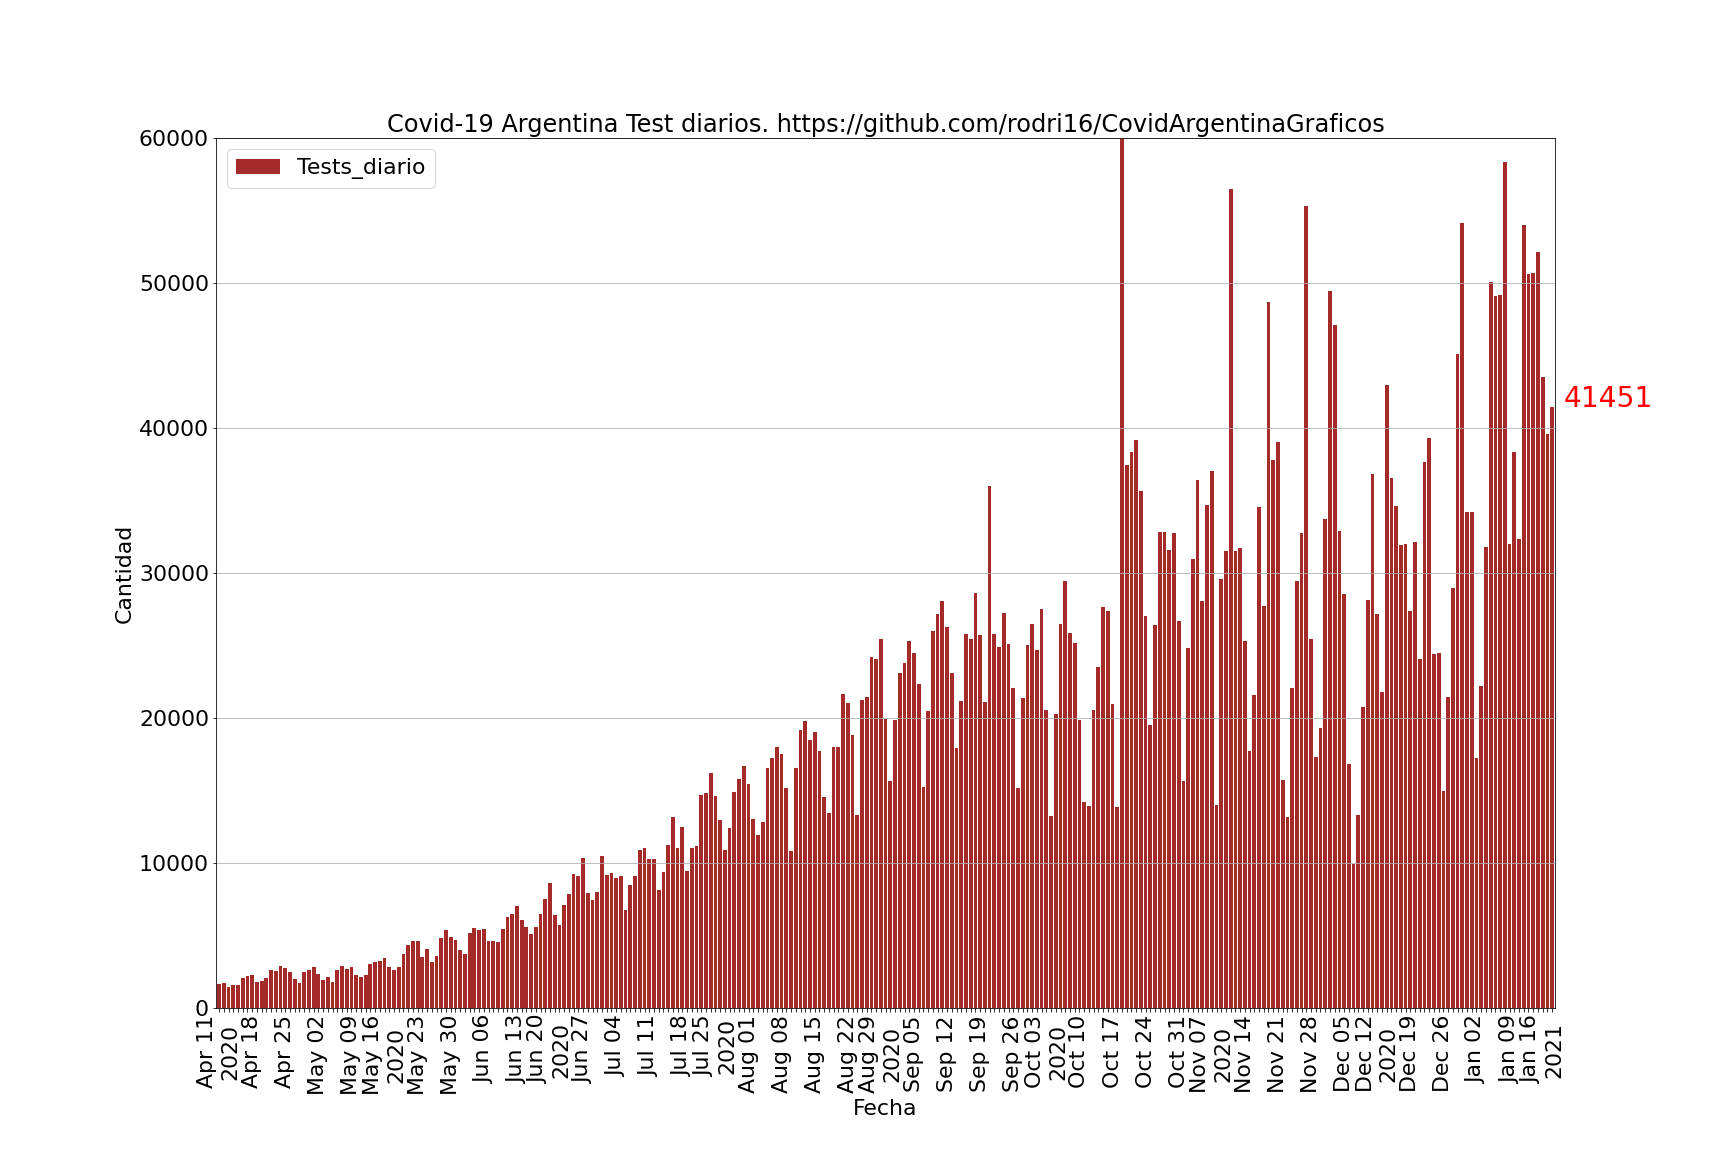 Covid-19 Argentina Test diarios. https://github.com/rodri16/CovidArgentinaGraficos
Tests_diario
60000
50000
40000
30000
20000
10000
0
Cantidad
41451
Apr 11
2020
Apr 18
Apr 25
May 02
May 09
May 16
2020
May 23
May 30
Jun 06
Jun 13
Jun 20
2020
Jun 27
Jul 04
Jul 11
Jul 18
Jul 25
2020
Aug 01
Aug 08
Aug 15
Aug 22
Aug 29
2020
Sep 05
Sep 12
Sep 19
Sep 26
Oct 03
2020
Oct 10
Oct 17
Oct 24
Oct 31
Nov 07
2020
Nov 14
Nov 21
Nov 28
Dec 05
Dec 12
2020
Dec 19
Dec 26
Jan 02
Jan 09
Jan 16
2021
Fecha